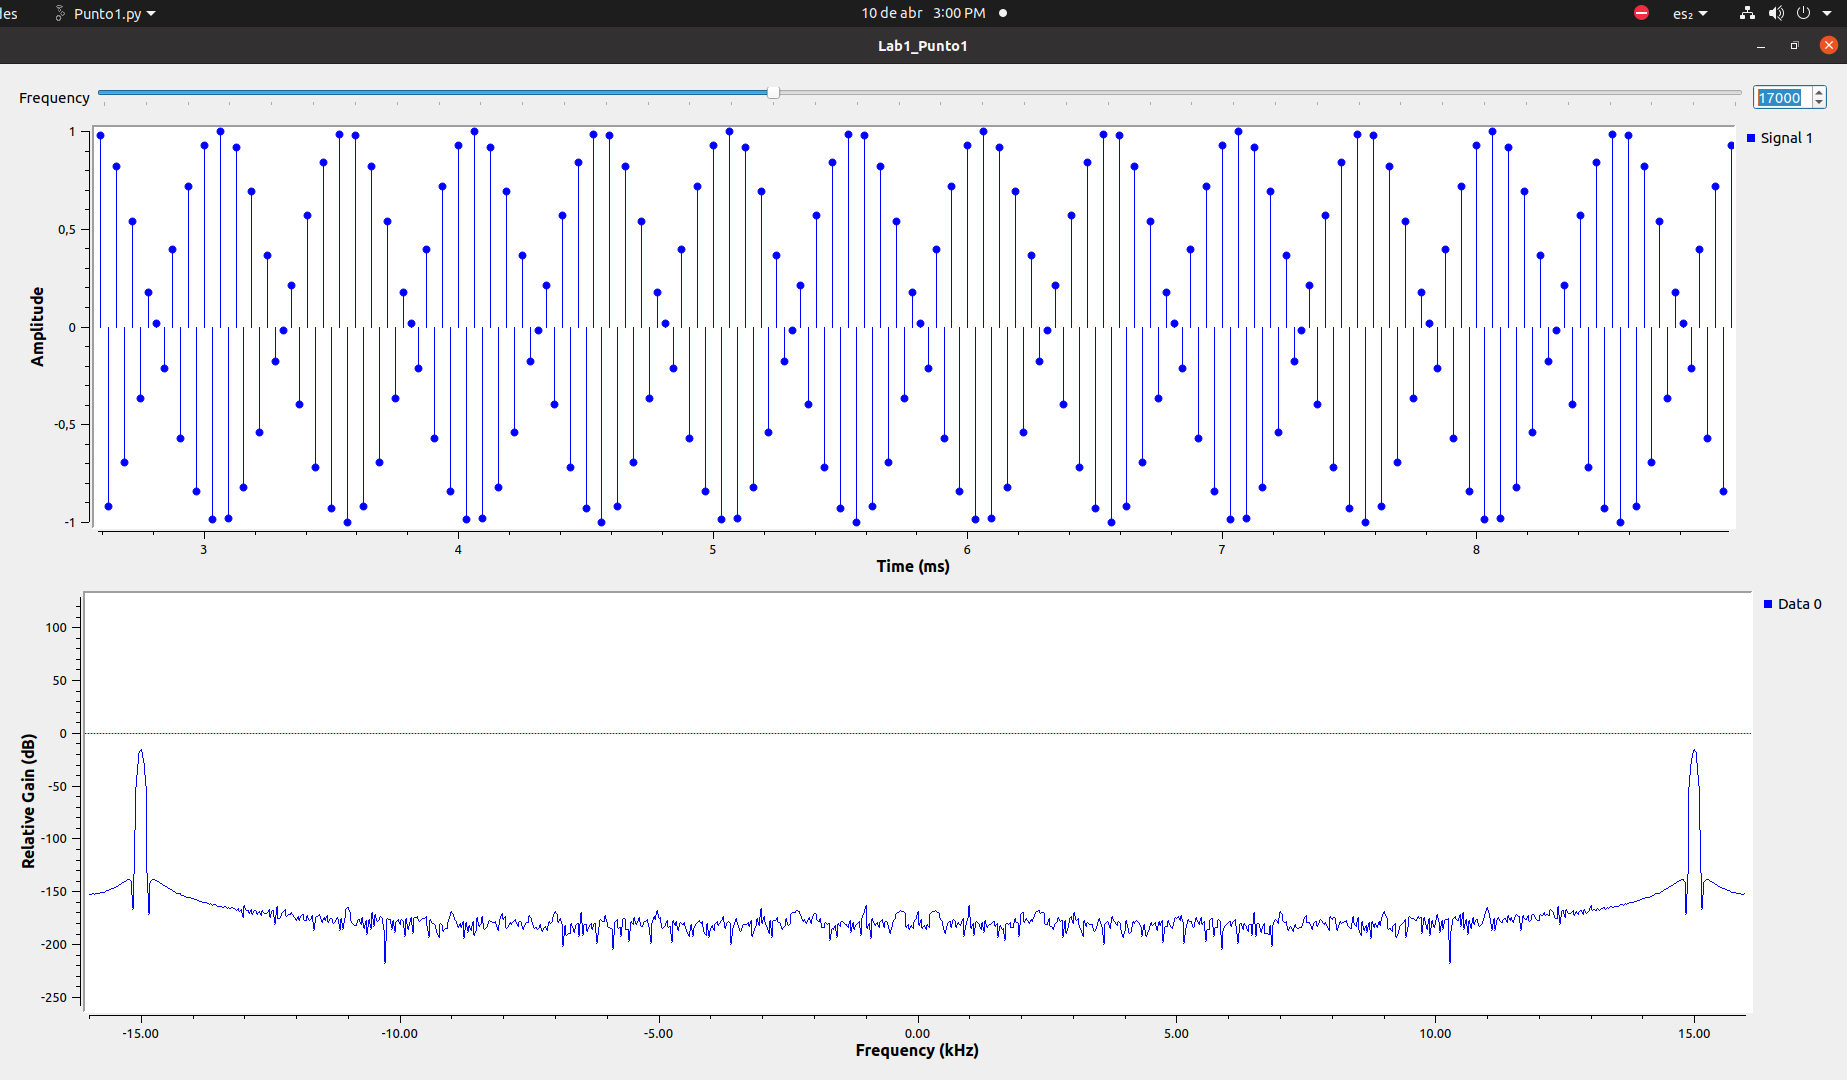 des Punto1.py 10 de abr 3:00 PM es₂
Lab1_Punto1
Frequency 17000
Signal 1
1
0,5
0
-0,5
-1
Amplitude
3 4 5 6 7 8
Time (ms)
Data 0
100
50
0
-50
-100
-150
-200
-250
Relative Gain (dB)
-15.00 -10.00 -5.00 0.00 5.00 10.00 15.00
Frequency (kHz)